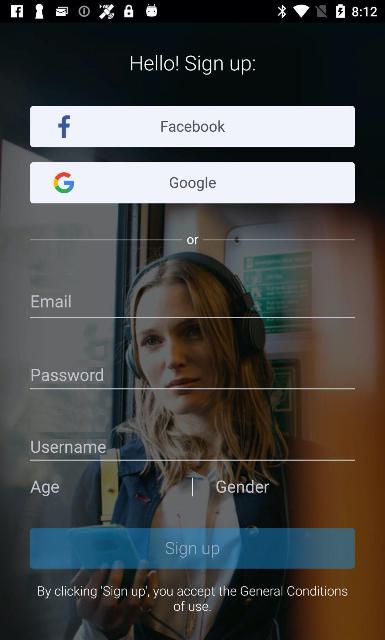 8:12
Hello! Sign up:
Facebook
Google
or
Email
Password
Username
Age
Gender
Sign up
By clicking 'Sign up', you accept the General Conditions
of use.